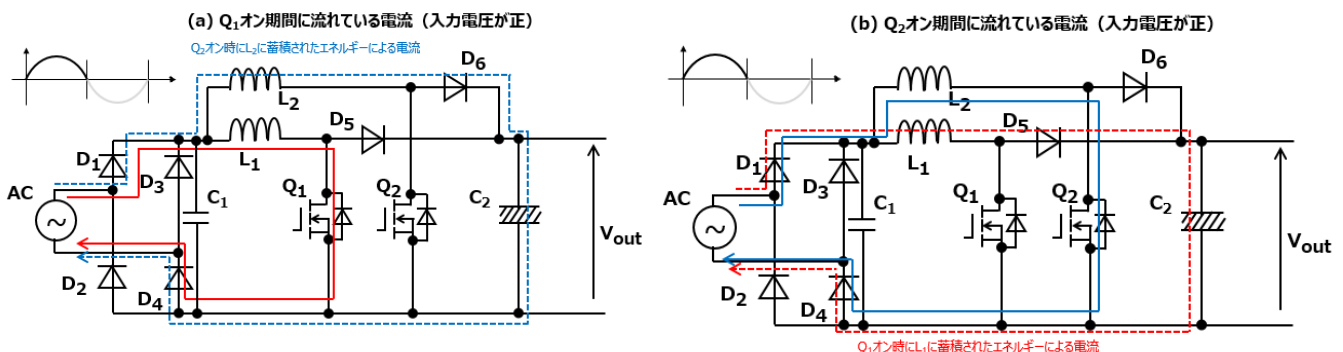 (a) Q1オン期間に流れている電流（入力電圧が正）
Q2オン時にL2に蓄積されたエネルギーによる電流
D6
L2
D5
D1
L1
D3
AC
C1
Q1
Q2
C2
Vout
D2
D4
(b) Q2オン期間に流れている電流（入力電圧が正）
D6
L2
D5
D1
L1
D3
AC
C1
Q1
Q2
C2
Vout
D2
D4
Q1オン時にL1に蓄積されたエネルギーによる電流